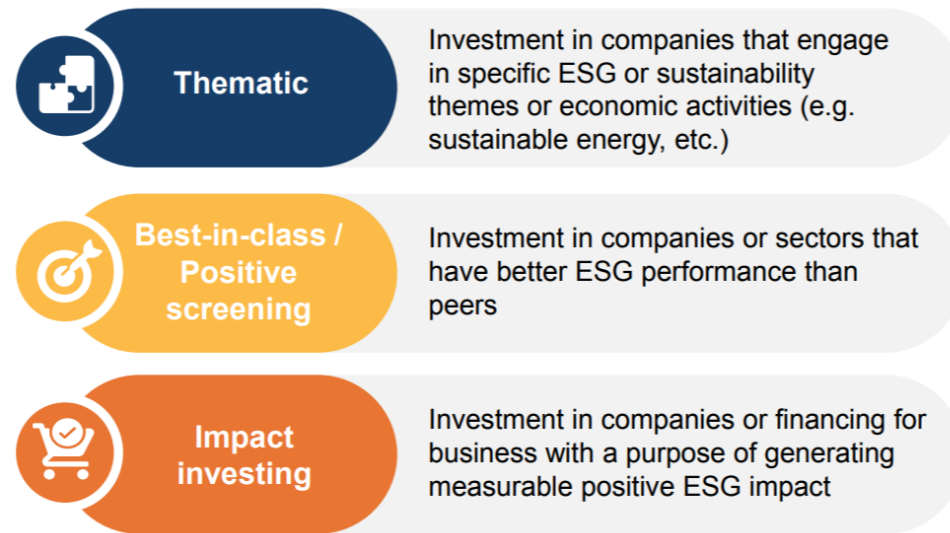 Thematic
Investment in companies that engage
in specific ESG or sustainability
themes or economic activities (e.g.
sustainable energy, etc.)
Best-in-class /
Positive
screening
Investment in companies or sectors that
have better ESG performance than
peers
Impact
investing
Investment in companies or financing for
business with a purpose of generating
measurable positive ESG impact